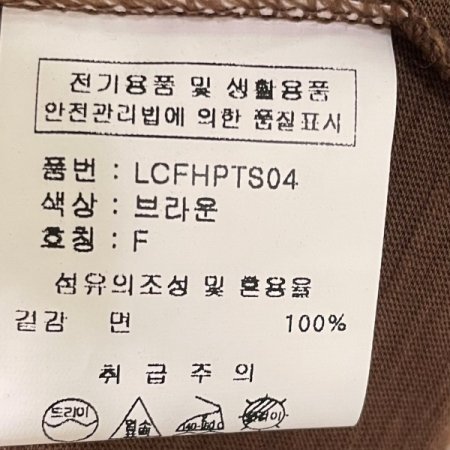 전기용품 및 생활용품
안전관리법에 의한 품질표시
품번 : LCFHPTS04
색상 : 브라운
호칭 : F
섬유의조성 및 혼용율
겉감 면 100%
취급주의
드라이 염소